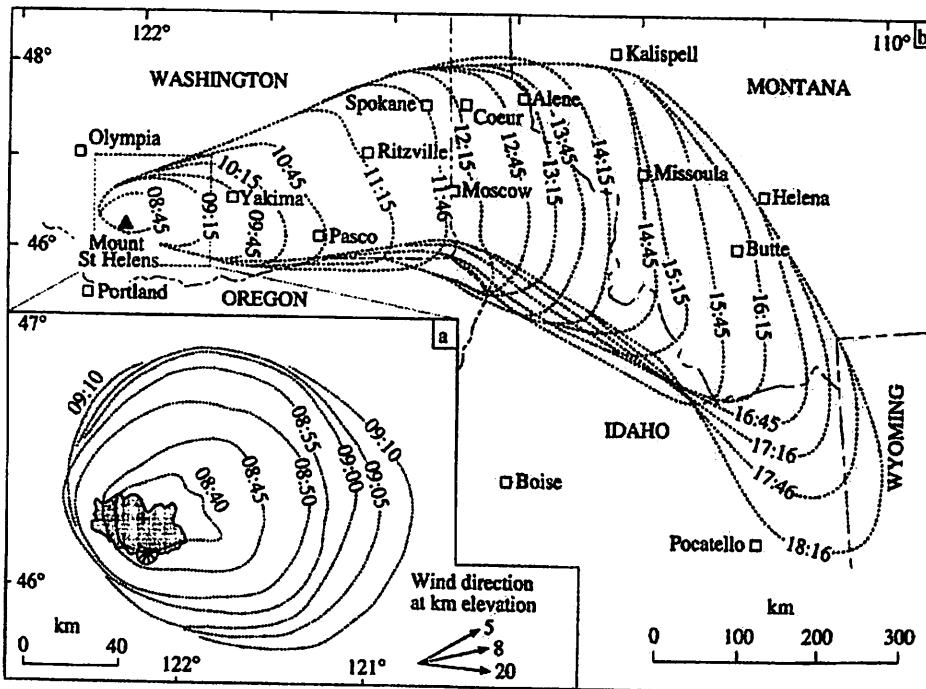 122°
110°
b
48°
Kalispell
WASHINGTON
MONTANA
Spokane
Alene
Coeur
Olympia
Ritzville
Missoula
Yakima
Moscow
Helena
08:45
09:15
10:15
09:45
10:45
11:15
11:46
12:15
12:45
13:15
13:45
14:15
14:45
15:15
15:45
16:15
46°
Mount
St Helens
Pasco
Butte
Portland
OREGON
47°
a
09:10
08:55
09:10
09:00
09:05
08:50
08:45
08:40
IDAHO
WYOMING
16:45
17:16
17:46
18:16
Boise
Pocatello
46°
Wind direction
at km elevation
5
8
20
km
0 40
122° 121°
km
0 100 200 300